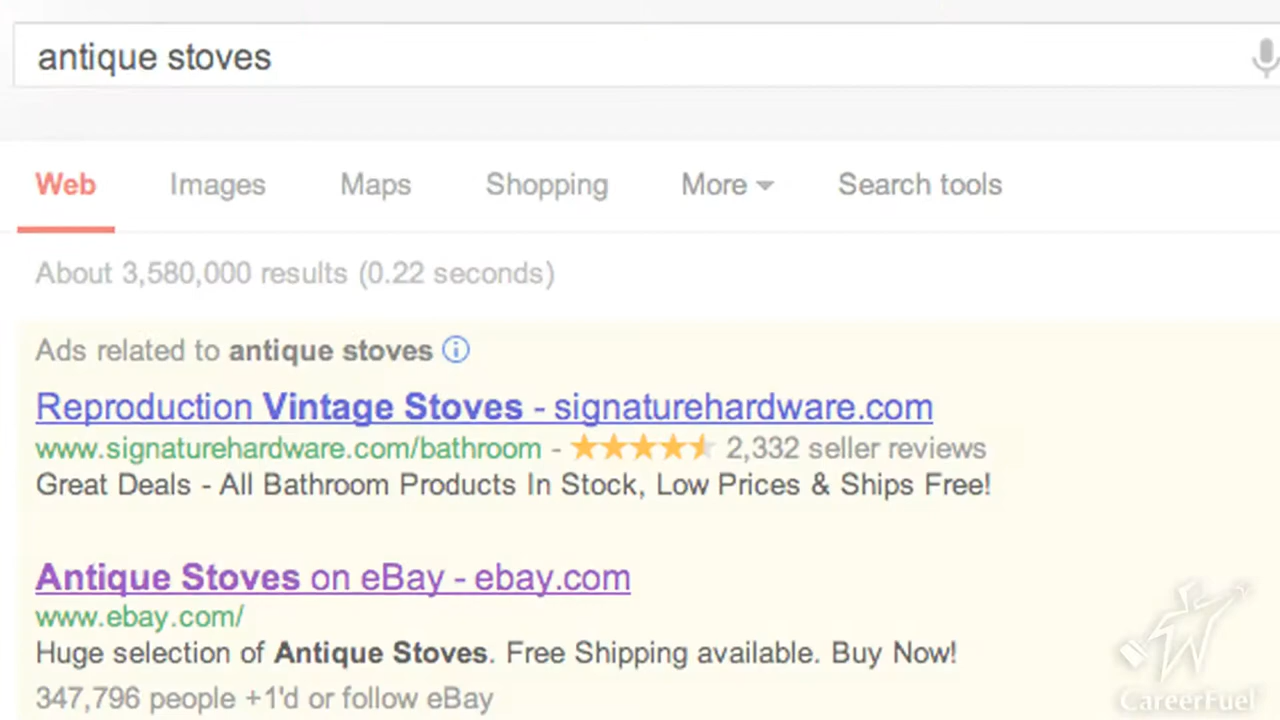 antique stoves
Web Images Maps Shopping More Search tools
About 3,580,000 results (0.22 seconds)
Ads related to antique stoves
Reproduction Vintage Stoves - signaturehardware.com
www.signaturehardware.com/bathroom - 2,332 seller reviews
Great Deals - All Bathroom Products In Stock, Low Prices & Ships Free!
Antique Stoves on eBay - ebay.com
www.ebay.com/
Huge selection of Antique Stoves. Free Shipping available. Buy Now!
347,796 people +1'd or follow eBay
CareerFuel